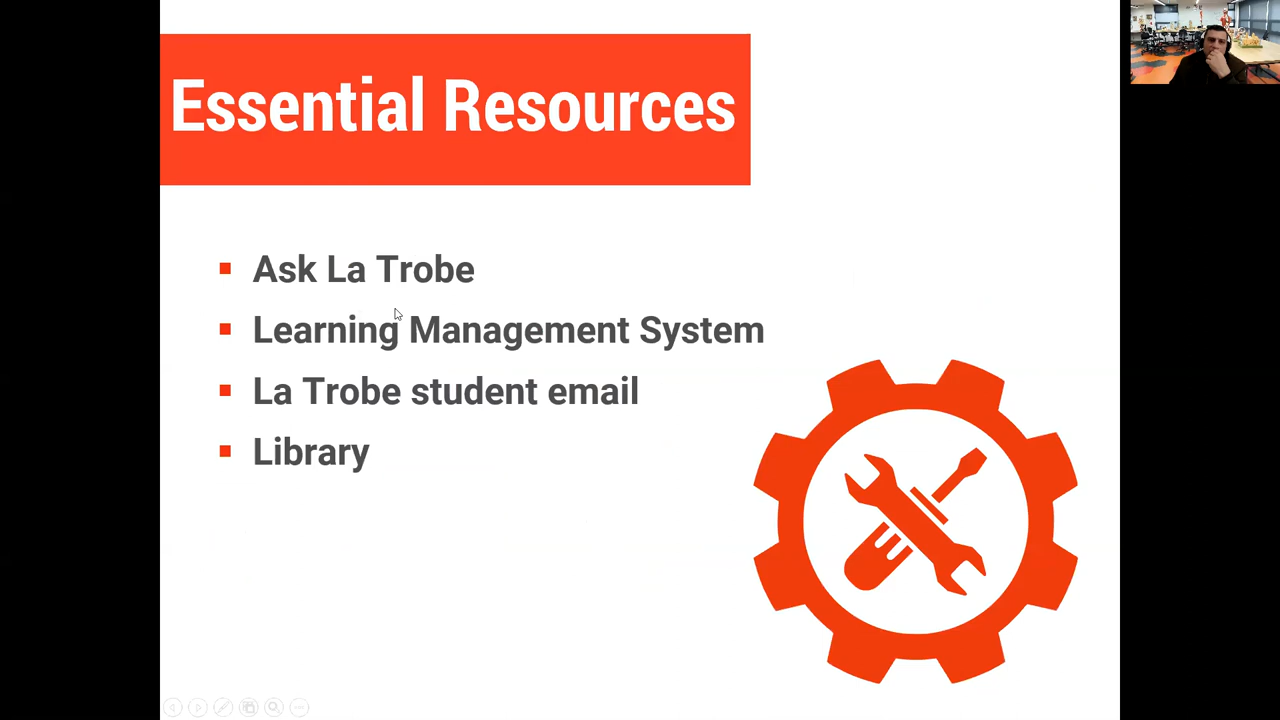 Essential Resources
Ask La Trobe
Learning Management System
La Trobe student email
Library